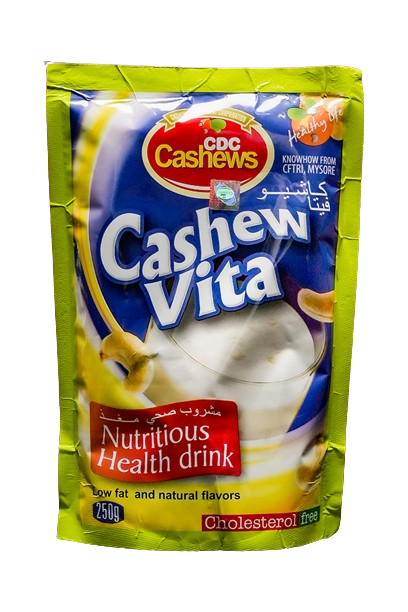 CDC
Cashews
Healthy life
KNOWHOW FROM
CFTRI, MYSORE
كاشيو
فيتا
Cashew
Vita
مشروب صحي مغذ
Nutritious
Health drink
Low fat and natural flavors
250g
Cholesterol free